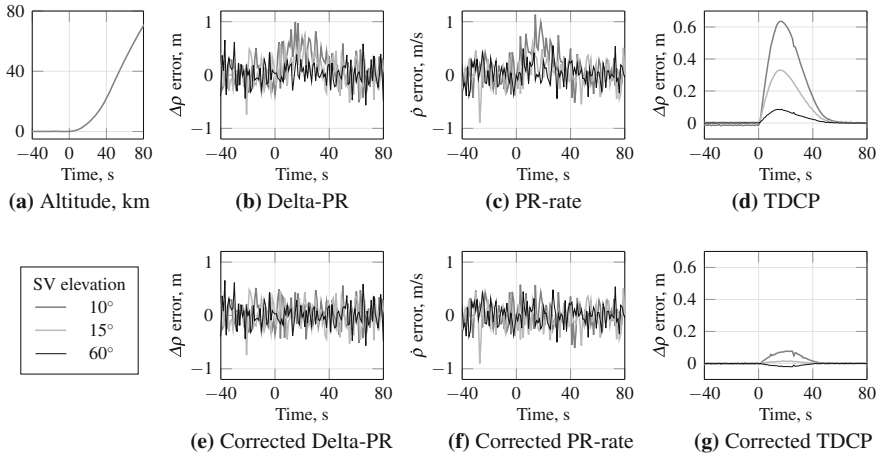 80
40
0
−40 0 40 80
Time, s
(a) Altitude, km
Δρ error, m
1
0
−1
−40 0 40 80
Time, s
(b) Delta-PR
ρ̇ error, m/s
1
0
−1
−40 0 40 80
Time, s
(c) PR-rate
Δρ error, m
0.6
0.4
0.2
0
−40 0 40 80
Time, s
(d) TDCP
SV elevation
10°
15°
60°
Δρ error, m
1
0
−1
−40 0 40 80
Time, s
(e) Corrected Delta-PR
ρ̇ error, m/s
1
0
−1
−40 0 40 80
Time, s
(f) Corrected PR-rate
Δρ error, m
0.6
0.4
0.2
0
−40 0 40 80
Time, s
(g) Corrected TDCP